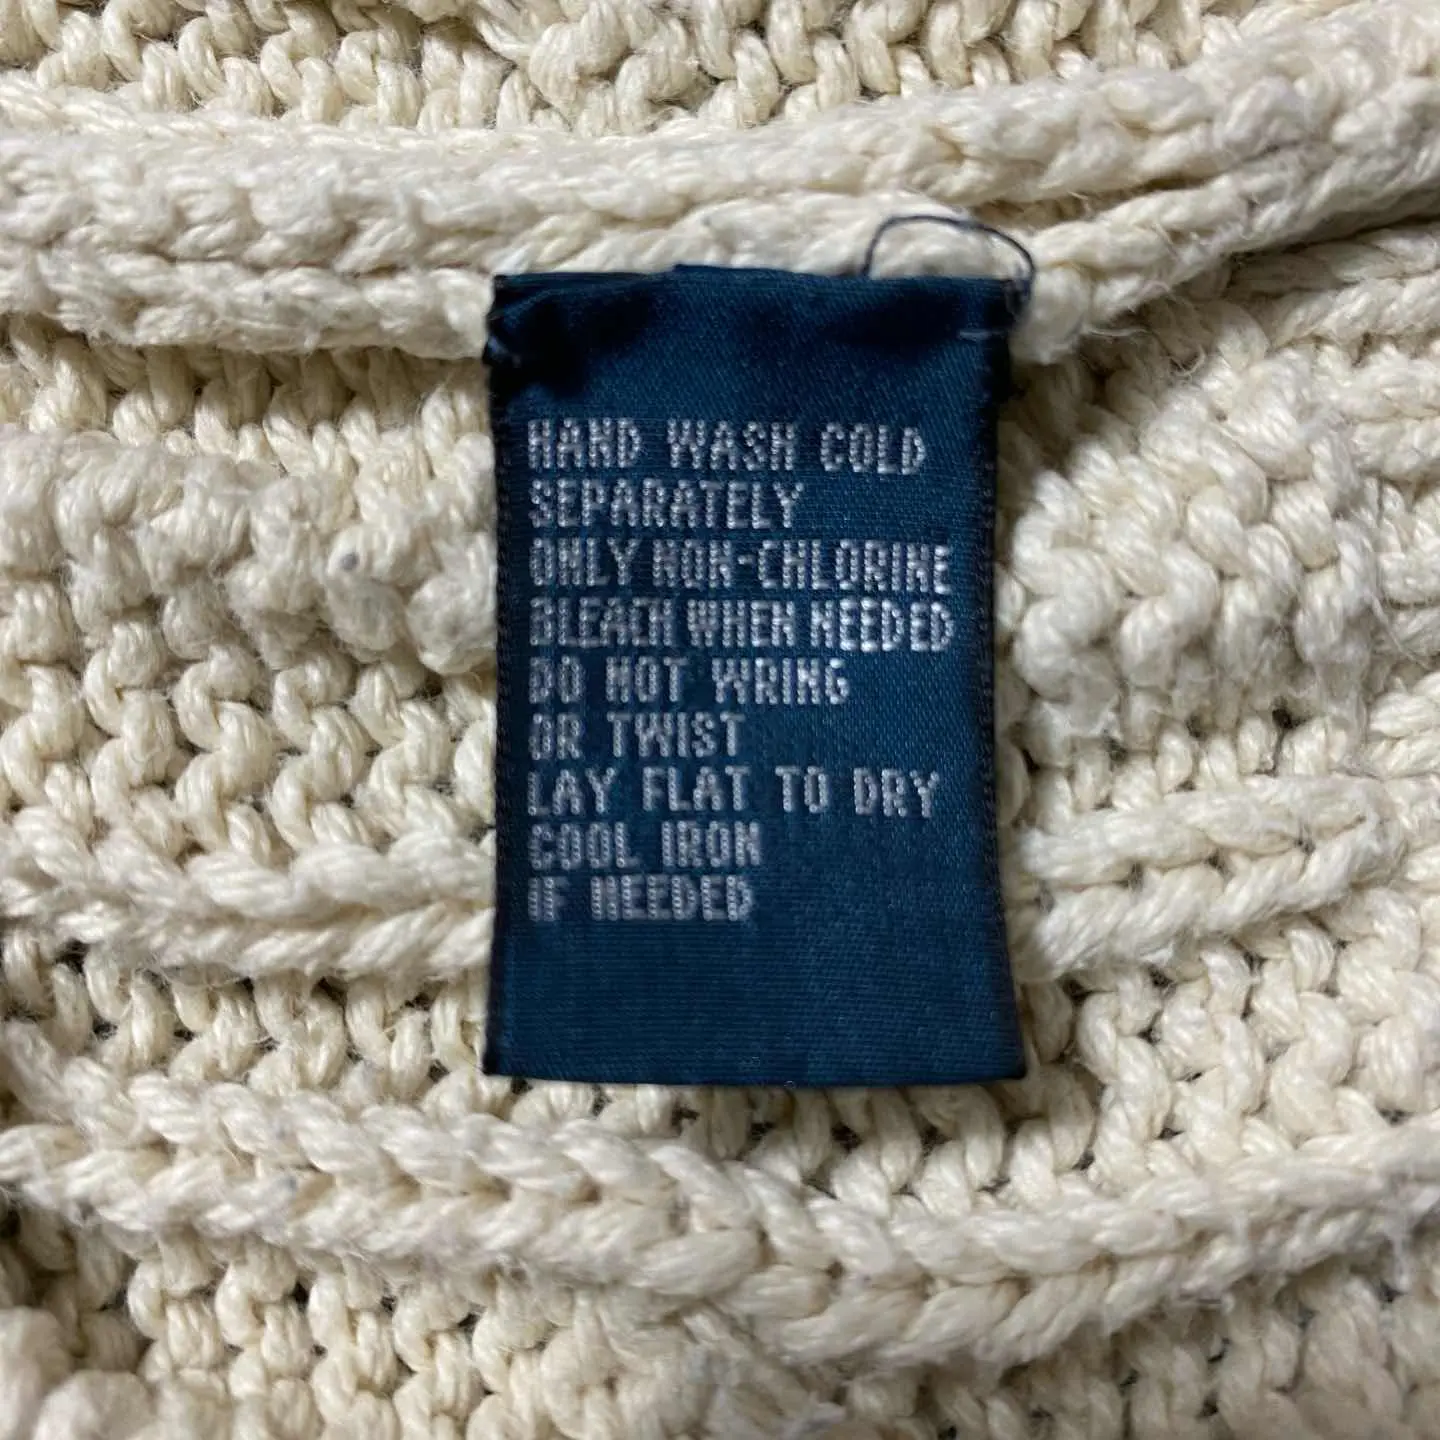 HAND WASH COLD
SEPARATELY
ONLY NON-CHLORINE
BLEACH WHEN NEEDED
DO NOT WRING
OR TWIST
LAY FLAT TO DRY
COOL IRON
IF NEEDED